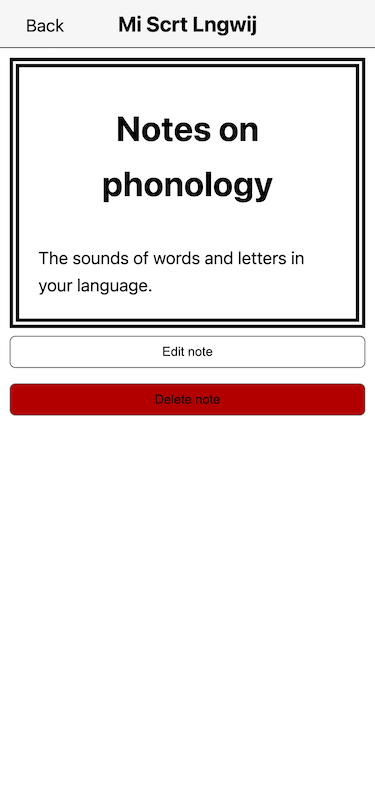 Back
Mi Scrt Lngwij
Notes on
phonology
The sounds of words and letters in
your language.
Edit note
Delete note